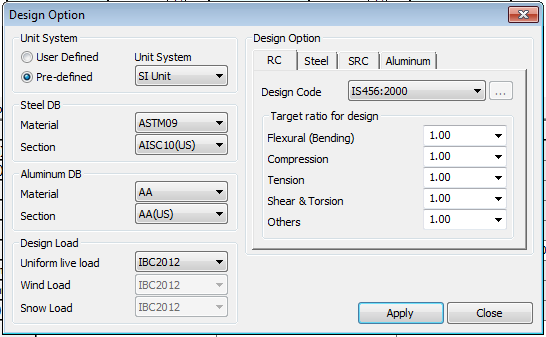 Design Option
Unit System
User Defined
Unit System
Pre-defined
SI Unit
Steel DB
Material
ASTM09
Section
AISC10(US)
Aluminum DB
Material
AA
Section
AA(US)
Design Load
Uniform live load
IBC2012
Wind Load
IBC2012
Snow Load
IBC2012
Design Option
RC
Steel
SRC
Aluminum
Design Code
IS456:2000
...
Target ratio for design
Flexural (Bending)
1.00
Compression
1.00
Tension
1.00
Shear & Torsion
1.00
Others
1.00
Apply
Close